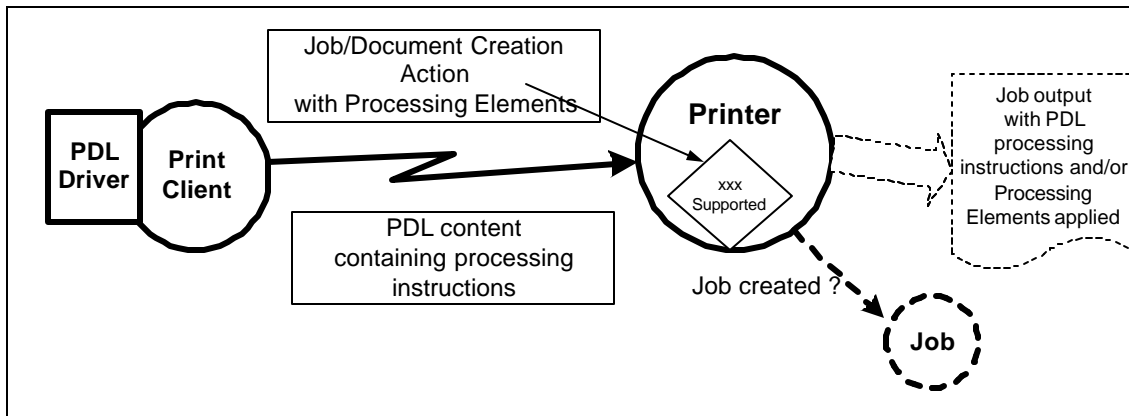 Job/Document Creation
Action
with Processing Elements
PDL
Driver
Print
Client
PDL content
containing processing
instructions
Printer
xxx
Supported
Job created ?
Job
Job output
with PDL
processing
instructions and/or
Processing
Elements applied